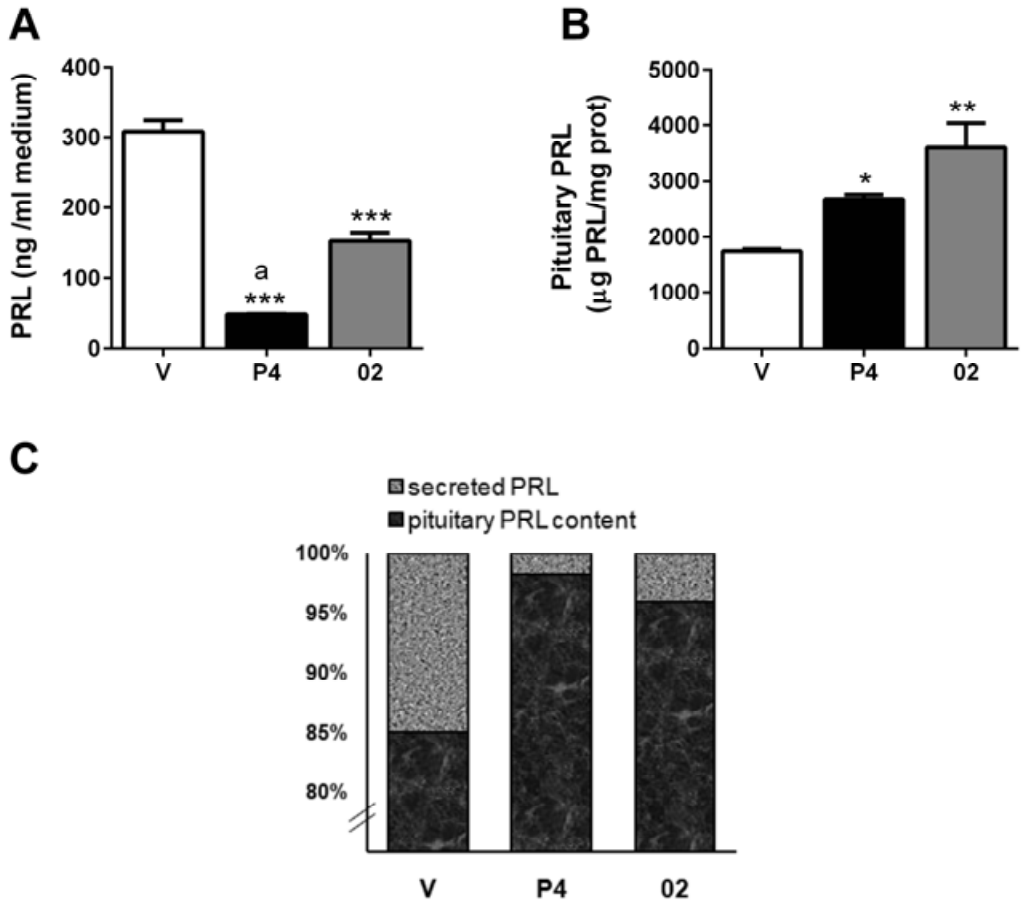 A
PRL (ng /ml medium)
400
300
200
100
0
a
***
***
V P4 02
B
Pituitary PRL
(μg PRL/mg prot)
5000
4000
3000
2000
1000
0
*
**
V P4 02
C
secreted PRL
pituitary PRL content
100%
95%
90%
85%
80%
V P4 02